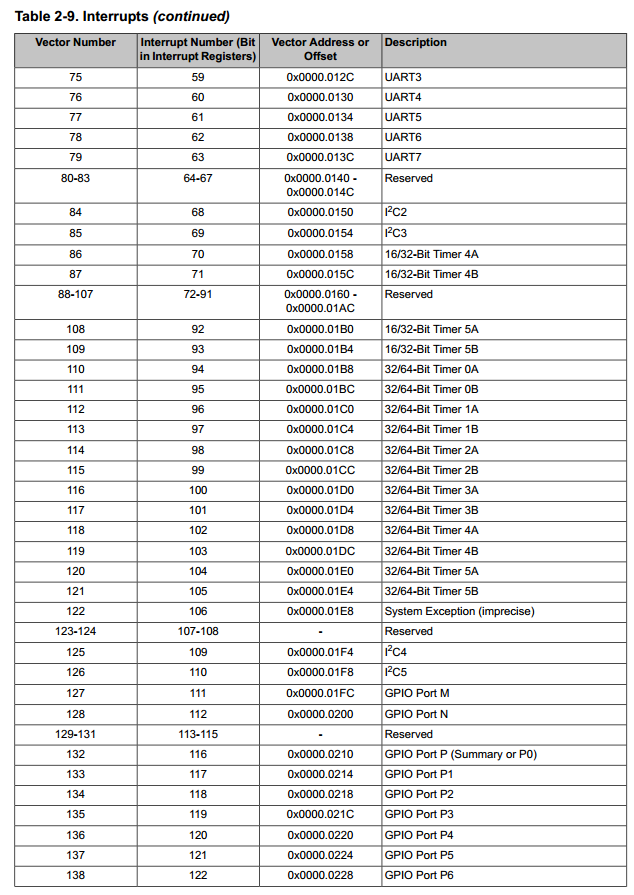 Table 2-9. Interrupts (continued)
Vector Number Interrupt Number (Bit in Interrupt Registers) Vector Address or Offset Description
75 59 0x0000.012C UART3
76 60 0x0000.0130 UART4
77 61 0x0000.0134 UART5
78 62 0x0000.0138 UART6
79 63 0x0000.013C UART7
80-83 64-67 0x0000.0140 - 0x0000.014C Reserved
84 68 0x0000.0150 I²C2
85 69 0x0000.0154 I²C3
86 70 0x0000.0158 16/32-Bit Timer 4A
87 71 0x0000.015C 16/32-Bit Timer 4B
88-107 72-91 0x0000.0160 - 0x0000.01AC Reserved
108 92 0x0000.01B0 16/32-Bit Timer 5A
109 93 0x0000.01B4 16/32-Bit Timer 5B
110 94 0x0000.01B8 32/64-Bit Timer 0A
111 95 0x0000.01BC 32/64-Bit Timer 0B
112 96 0x0000.01C0 32/64-Bit Timer 1A
113 97 0x0000.01C4 32/64-Bit Timer 1B
114 98 0x0000.01C8 32/64-Bit Timer 2A
115 99 0x0000.01CC 32/64-Bit Timer 2B
116 100 0x0000.01D0 32/64-Bit Timer 3A
117 101 0x0000.01D4 32/64-Bit Timer 3B
118 102 0x0000.01D8 32/64-Bit Timer 4A
119 103 0x0000.01DC 32/64-Bit Timer 4B
120 104 0x0000.01E0 32/64-Bit Timer 5A
121 105 0x0000.01E4 32/64-Bit Timer 5B
122 106 0x0000.01E8 System Exception (imprecise)
123-124 107-108 - Reserved
125 109 0x0000.01F4 I²C4
126 110 0x0000.01F8 I²C5
127 111 0x0000.01FC GPIO Port M
128 112 0x0000.0200 GPIO Port N
129-131 113-115 - Reserved
132 116 0x0000.0210 GPIO Port P (Summary or P0)
133 117 0x0000.0214 GPIO Port P1
134 118 0x0000.0218 GPIO Port P2
135 119 0x0000.021C GPIO Port P3
136 120 0x0000.0220 GPIO Port P4
137 121 0x0000.0224 GPIO Port P5
138 122 0x0000.0228 GPIO Port P6